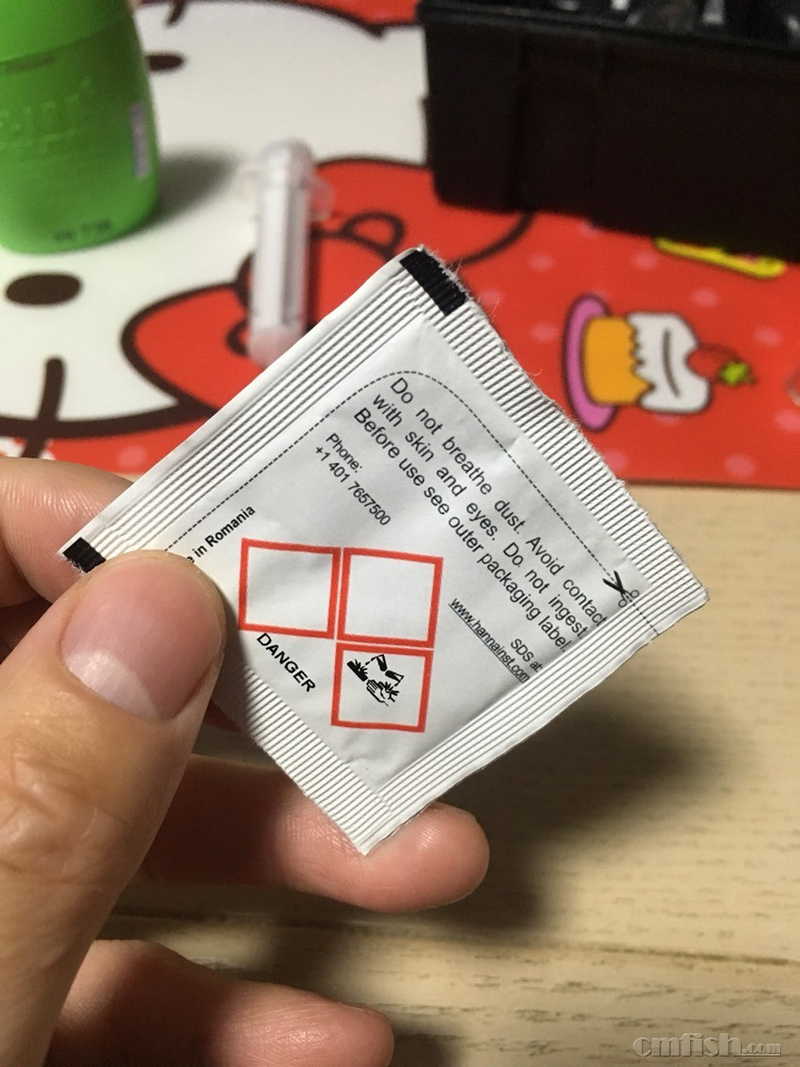 Do not breathe dust. Avoid contact
with skin and eyes. Do not ingest.
Before use see outer packaging label.
Phone:
+1 401 7657500
SDS at:
www.hannainst.com
in Romania
DANGER
cmfish.com